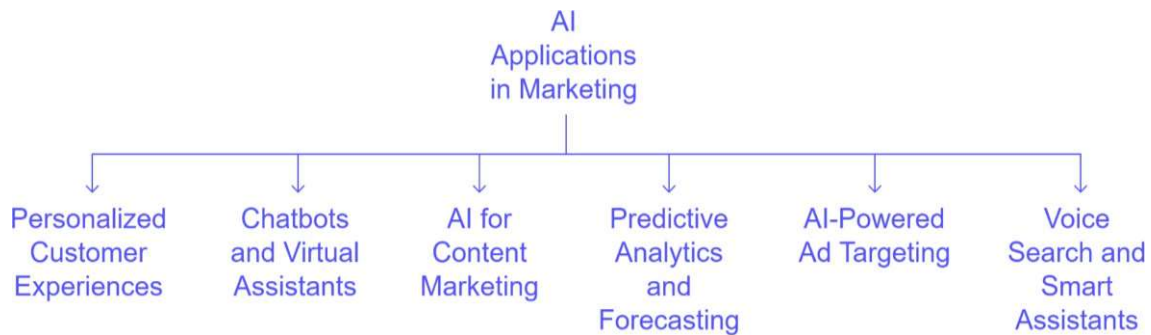 AI
Applications
in Marketing
Personalized
Customer
Experiences
Chatbots
and Virtual
Assistants
AI for
Content
Marketing
Predictive
Analytics
and
Forecasting
AI-Powered
Ad Targeting
Voice
Search and
Smart
Assistants